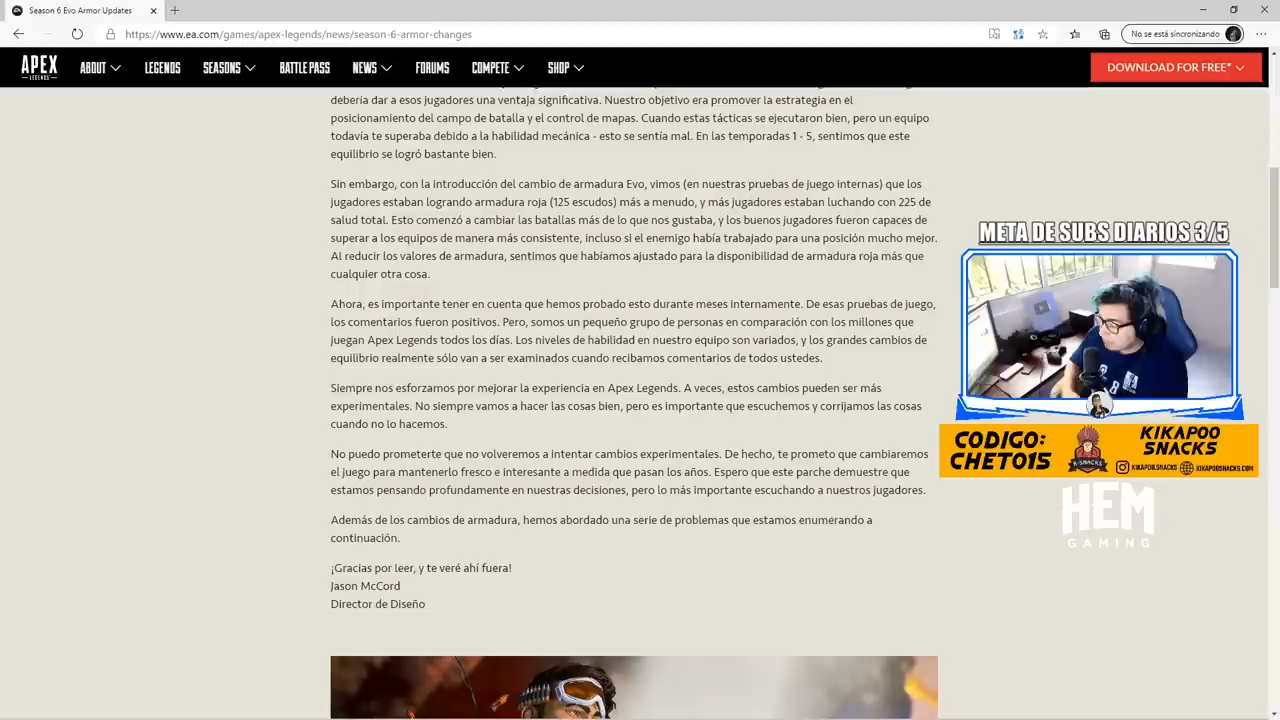 Season 6 Evo Armor Updates
https://www.ea.com/games/apex-legends/news/season-6-armor-changes
No se está sincronizando
APEX
LEGENDS
ABOUT
LEGENDS
SEASONS
BATTLE PASS
NEWS
FORUMS
COMPETE
SHOP
DOWNLOAD FOR FREE*
debería dar a esos jugadores una ventaja significativa. Nuestro objetivo era promover la estrategia en el
posicionamiento del campo de batalla y el control de mapas. Cuando estas tácticas se ejecutaron bien, pero un equipo
todavía te superaba debido a la habilidad mecánica - esto se sentía mal. En las temporadas 1 - 5, sentimos que este
equilibrio se logró bastante bien.
Sin embargo, con la introducción del cambio de armadura Evo, vimos (en nuestras pruebas de juego internas) que los
jugadores estaban logrando armadura roja (125 escudos) más a menudo, y más jugadores estaban luchando con 225 de
salud total. Esto comenzó a cambiar las batallas más de lo que nos gustaba, y los buenos jugadores fueron capaces de
superar a los equipos de manera más consistente, incluso si el enemigo había trabajado para una posición mucho mejor.
Al reducir los valores de armadura, sentimos que habíamos ajustado para la disponibilidad de armadura roja más que
cualquier otra cosa.
Ahora, es importante tener en cuenta que hemos probado esto durante meses internamente. De esas pruebas de juego,
los comentarios fueron positivos. Pero, somos un pequeño grupo de personas en comparación con los millones que
juegan Apex Legends todos los días. Los niveles de habilidad en nuestro equipo son variados, y los grandes cambios de
equilibrio realmente sólo van a ser examinados cuando recibamos comentarios de todos ustedes.
Siempre nos esforzamos por mejorar la experiencia en Apex Legends. A veces, estos cambios pueden ser más
experimentales. No siempre vamos a hacer las cosas bien, pero es importante que escuchemos y corrijamos las cosas
cuando no lo hacemos.
No puedo prometerte que no volveremos a intentar cambios experimentales. De hecho, te prometo que cambiaremos
el juego para mantenerlo fresco e interesante a medida que pasan los años. Espero que este parche demuestre que
estamos pensando profundamente en nuestras decisiones, pero lo más importante escuchando a nuestros jugadores.
Además de los cambios de armadura, hemos abordado una serie de problemas que estamos enumerando a
continuación.
¡Gracias por leer, y te veré ahí fuera!
Jason McCord
Director de Diseño
META DE SUBS DIARIOS 3/5
CODIGO:
CHETO15
K-SNACKS
KIKAPOO
SNACKS
KIKAPOO.SNACKS
KIKAPOOSNACKS.COM
HEM
GAMING